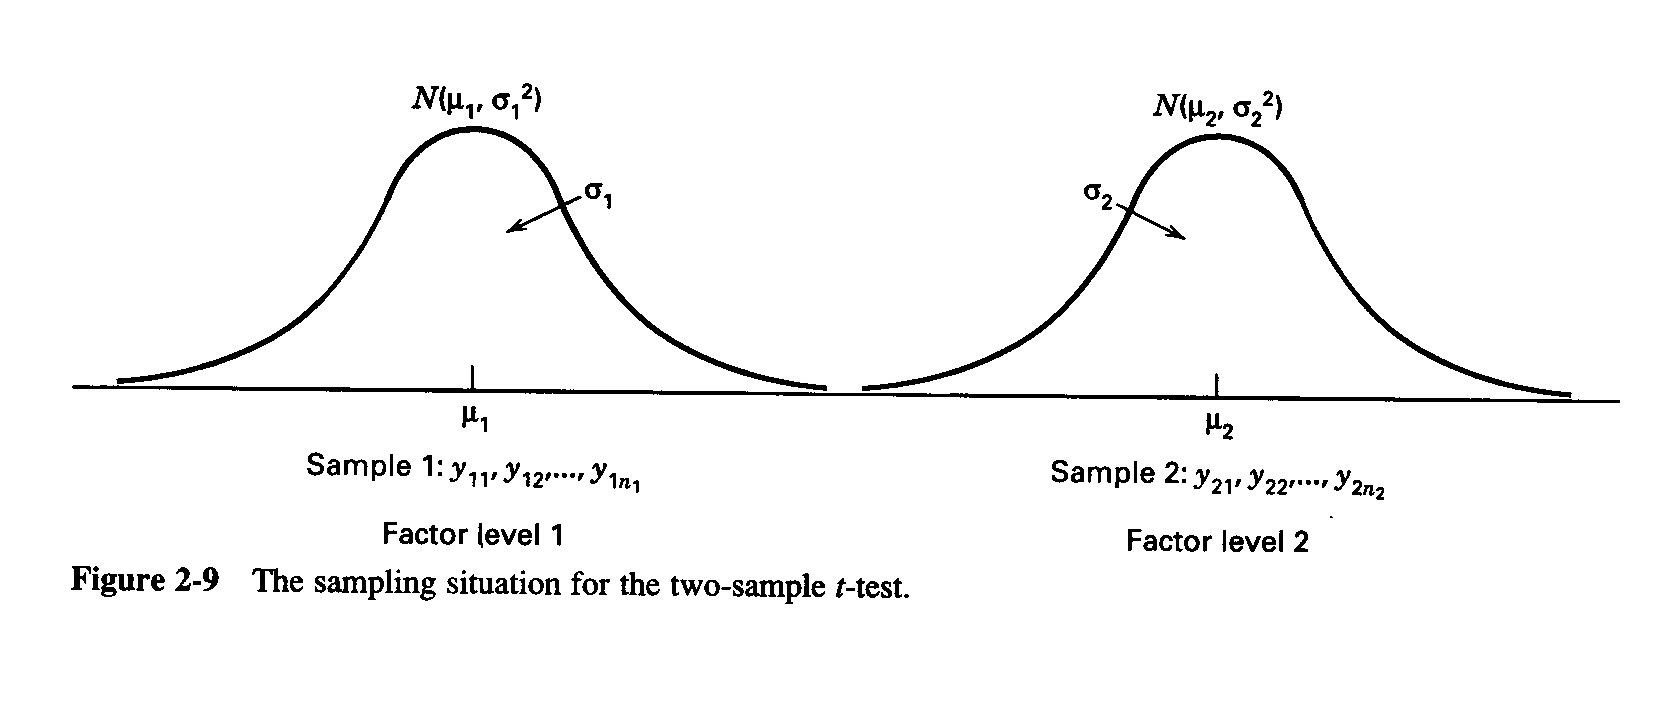 N(μ₁, σ₁²)
N(μ₂, σ₂²)
σ₁
σ₂
μ₁
μ₂
Sample 1: y₁₁, y₁₂,...., y₁ₙ₁
Sample 2: y₂₁, y₂₂,...., y₂ₙ₂
Factor level 1
Factor level 2
Figure 2-9 The sampling situation for the two-sample t-test.